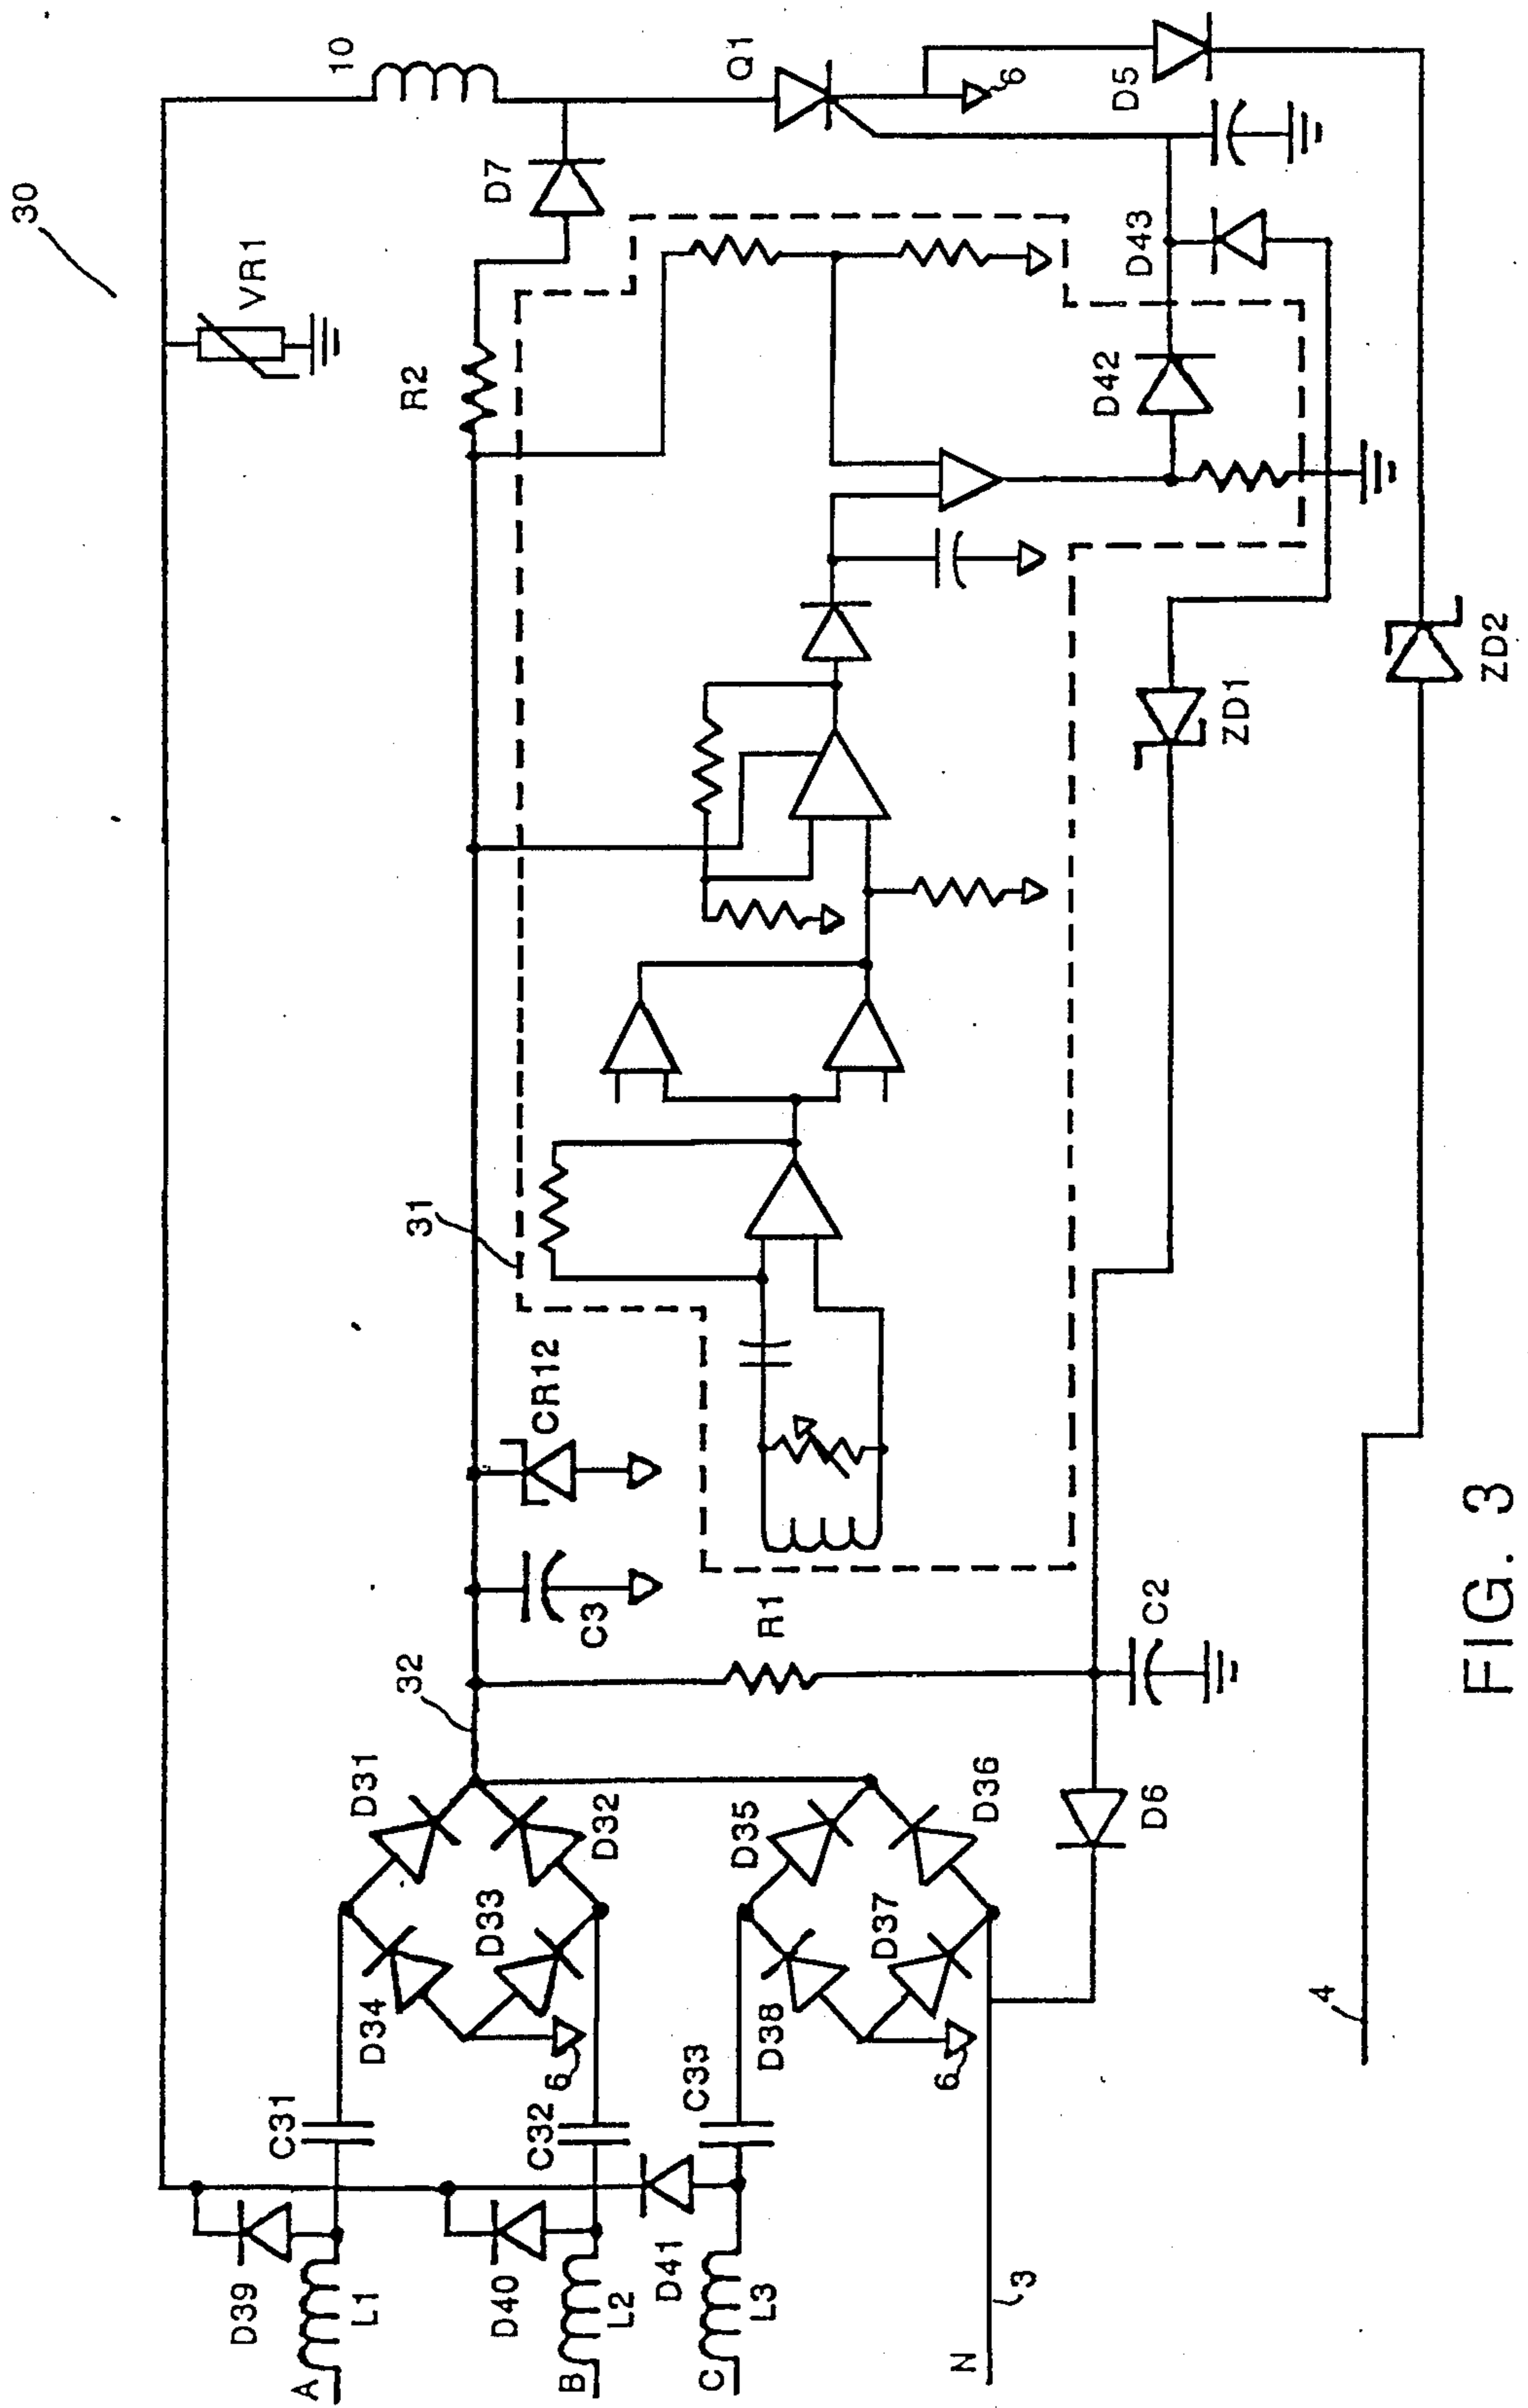 30
10
VR1
D7
Q1
6
D5
R2
D43
D42
31
ZD1
ZD2
CR12
C3
R1
C2
32
D31
D32
D33
D34
D35
D36
D37
D38
D6
6
6
C31
C32
C33
D39
D40
D41
L1
L2
L3
A
B
C
N
3
4
FIG. 3